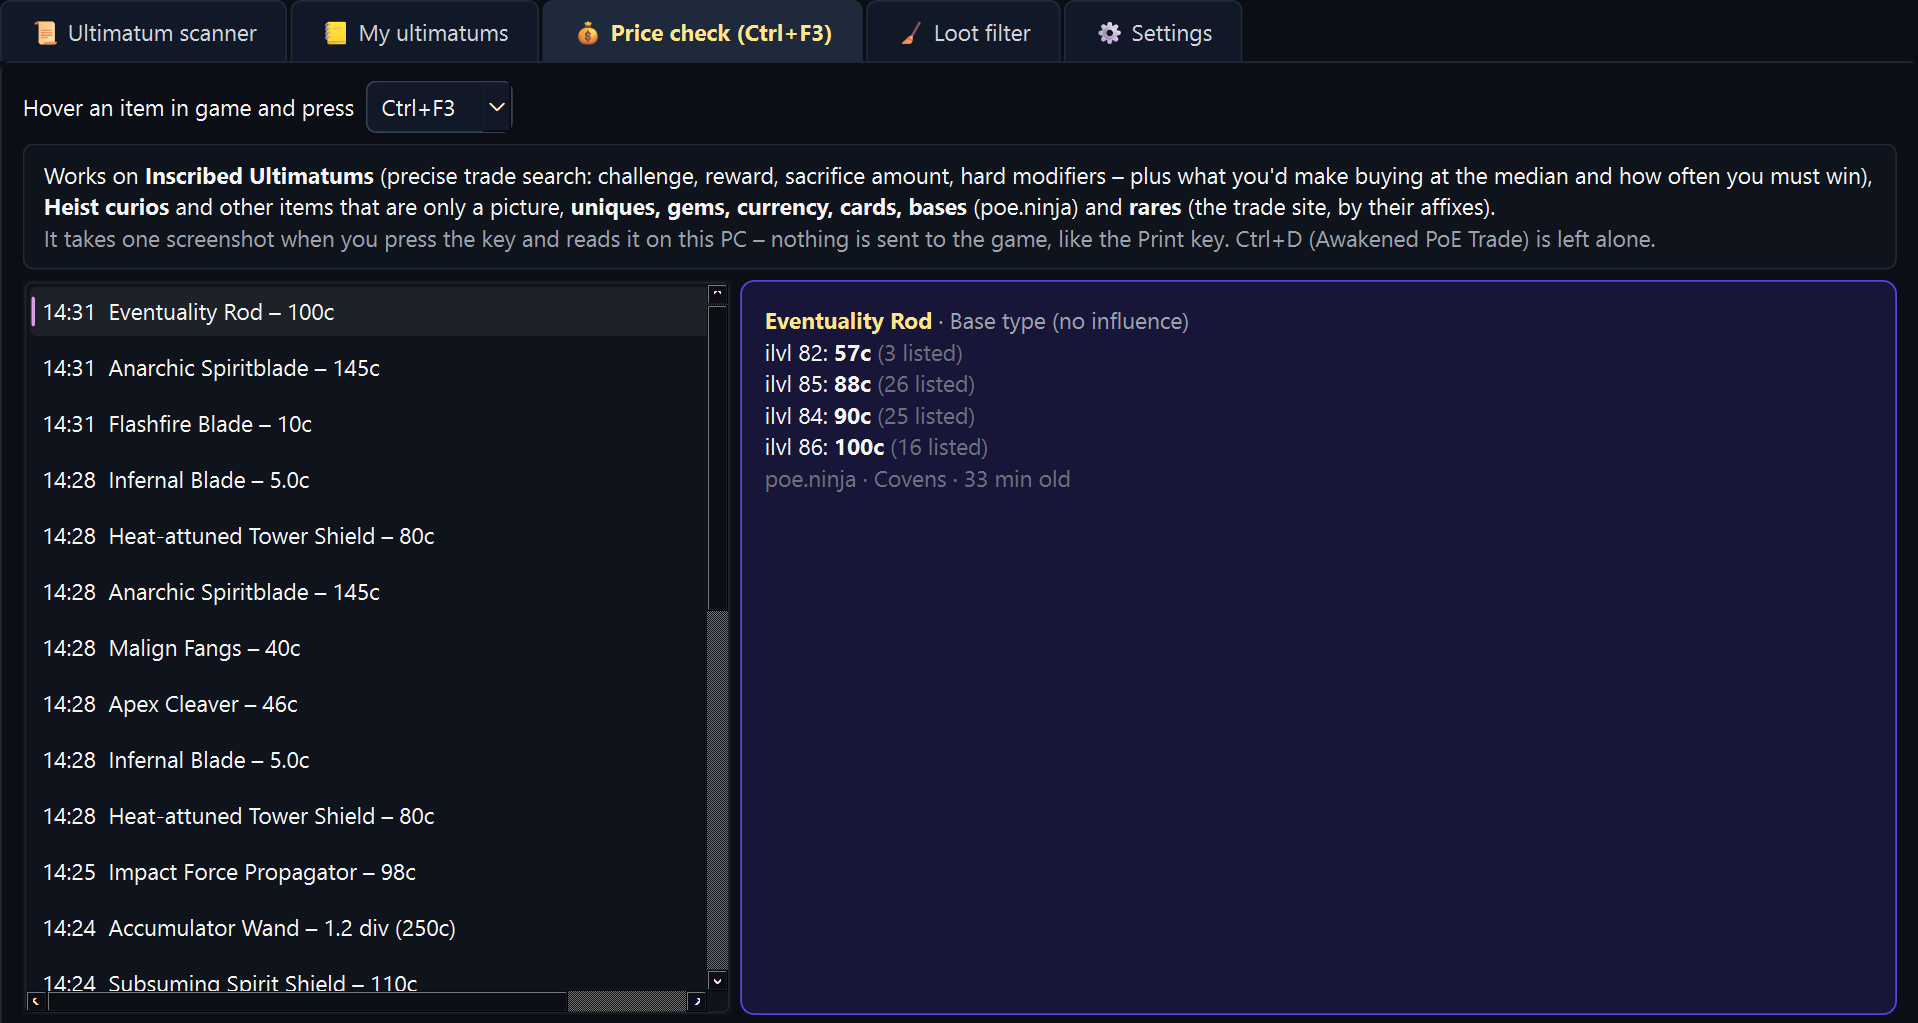 Ultimatum scanner
My ultimatums
Price check (Ctrl+F3)
Loot filter
Settings
Hover an item in game and press Ctrl+F3
Works on Inscribed Ultimatums (precise trade search: challenge, reward, sacrifice amount, hard modifiers – plus what you'd make buying at the median and how often you must win),
Heist curios and other items that are only a picture, uniques, gems, currency, cards, bases (poe.ninja) and rares (the trade site, by their affixes).
It takes one screenshot when you press the key and reads it on this PC – nothing is sent to the game, like the Print key. Ctrl+D (Awakened PoE Trade) is left alone.
14:31 Eventuality Rod – 100c
14:31 Anarchic Spiritblade – 145c
14:31 Flashfire Blade – 10c
14:28 Infernal Blade – 5.0c
14:28 Heat-attuned Tower Shield – 80c
14:28 Anarchic Spiritblade – 145c
14:28 Malign Fangs – 40c
14:28 Apex Cleaver – 46c
14:28 Infernal Blade – 5.0c
14:28 Heat-attuned Tower Shield – 80c
14:25 Impact Force Propagator – 98c
14:24 Accumulator Wand – 1.2 div (250c)
14:24 Subsuming Spirit Shield – 110c
Eventuality Rod · Base type (no influence)
ilvl 82: 57c (3 listed)
ilvl 85: 88c (26 listed)
ilvl 84: 90c (25 listed)
ilvl 86: 100c (16 listed)
poe.ninja · Covens · 33 min old